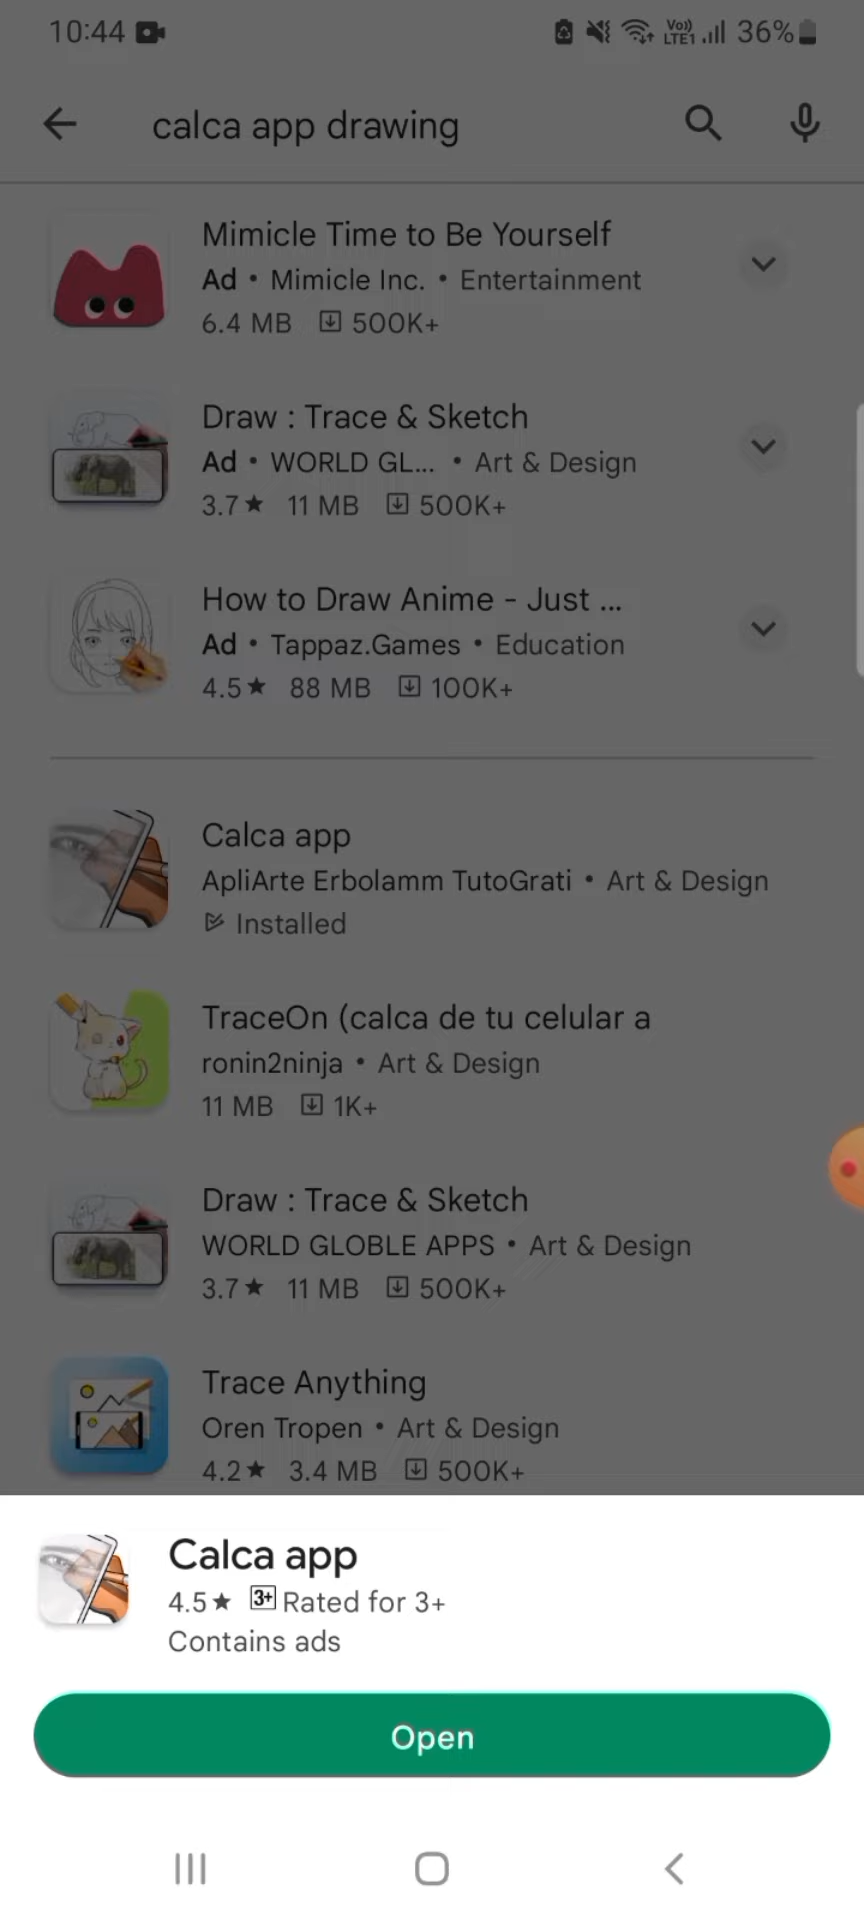 10:44
Vo)) LTE1 36%
calca app drawing
Mimicle Time to Be Yourself
Ad • Mimicle Inc. • Entertainment
6.4 MB 500K+
Draw : Trace & Sketch
Ad • WORLD GL... • Art & Design
3.7★ 11 MB 500K+
How to Draw Anime - Just ...
Ad • Tappaz.Games • Education
4.5★ 88 MB 100K+
Calca app
ApliArte Erbolamm TutoGrati • Art & Design
Installed
TraceOn (calca de tu celular a
ronin2ninja • Art & Design
11 MB 1K+
Draw : Trace & Sketch
WORLD GLOBLE APPS • Art & Design
3.7★ 11 MB 500K+
Trace Anything
Oren Tropen • Art & Design
4.2★ 3.4 MB 500K+
Calca app
4.5★ 3+ Rated for 3+
Contains ads
Open